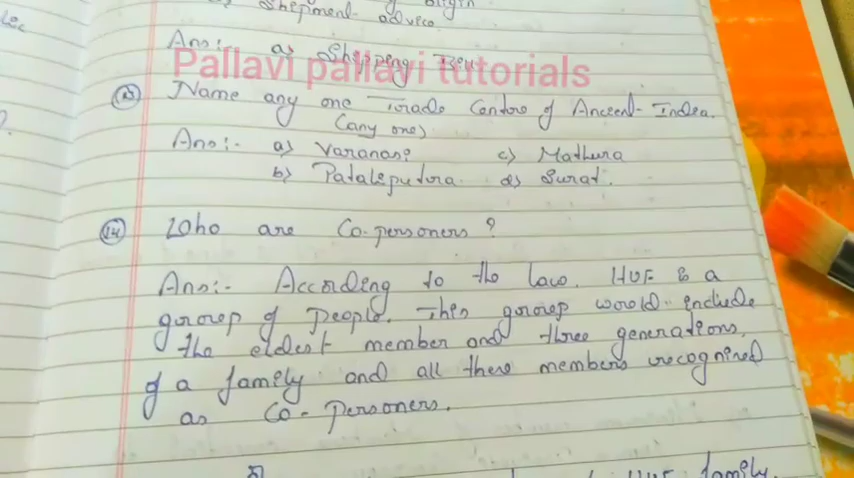 Shipment advice
Ans:- a) Shipping Bill
Pallavi pallavi tutorials
13 Name any one Trade Centre of Ancient India.
(any one)
Ans:- a) Varanasi c) Mathura
b) Pataliputra d) Surat.
14 Who are Co-personers ?
Ans:- According to the law. HUF is a
group of people. This group would include
the eldest member and three generations,
of a family and all these members recognised
as Co-Personers.
HUF family.